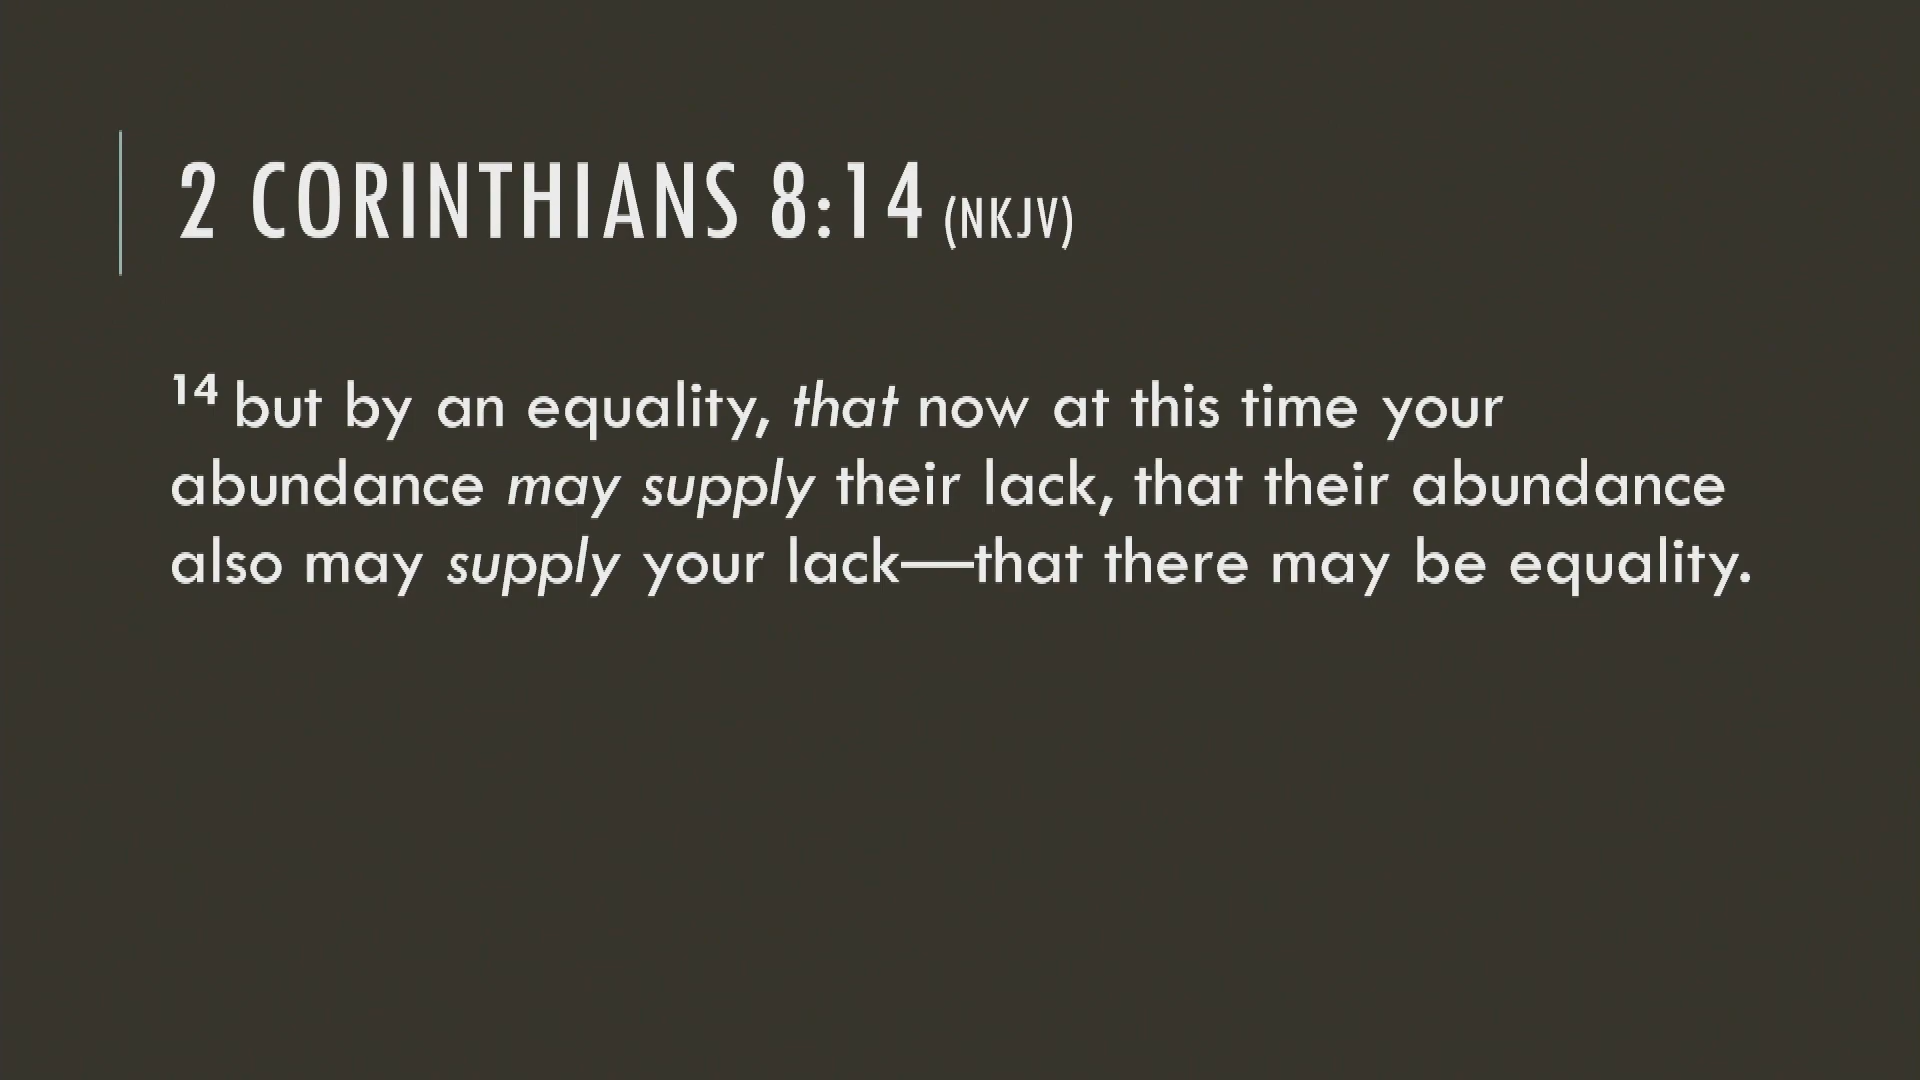 2 CORINTHIANS 8:14 (NKJV)
14 but by an equality, that now at this time your
abundance may supply their lack, that their abundance
also may supply your lack—that there may be equality.